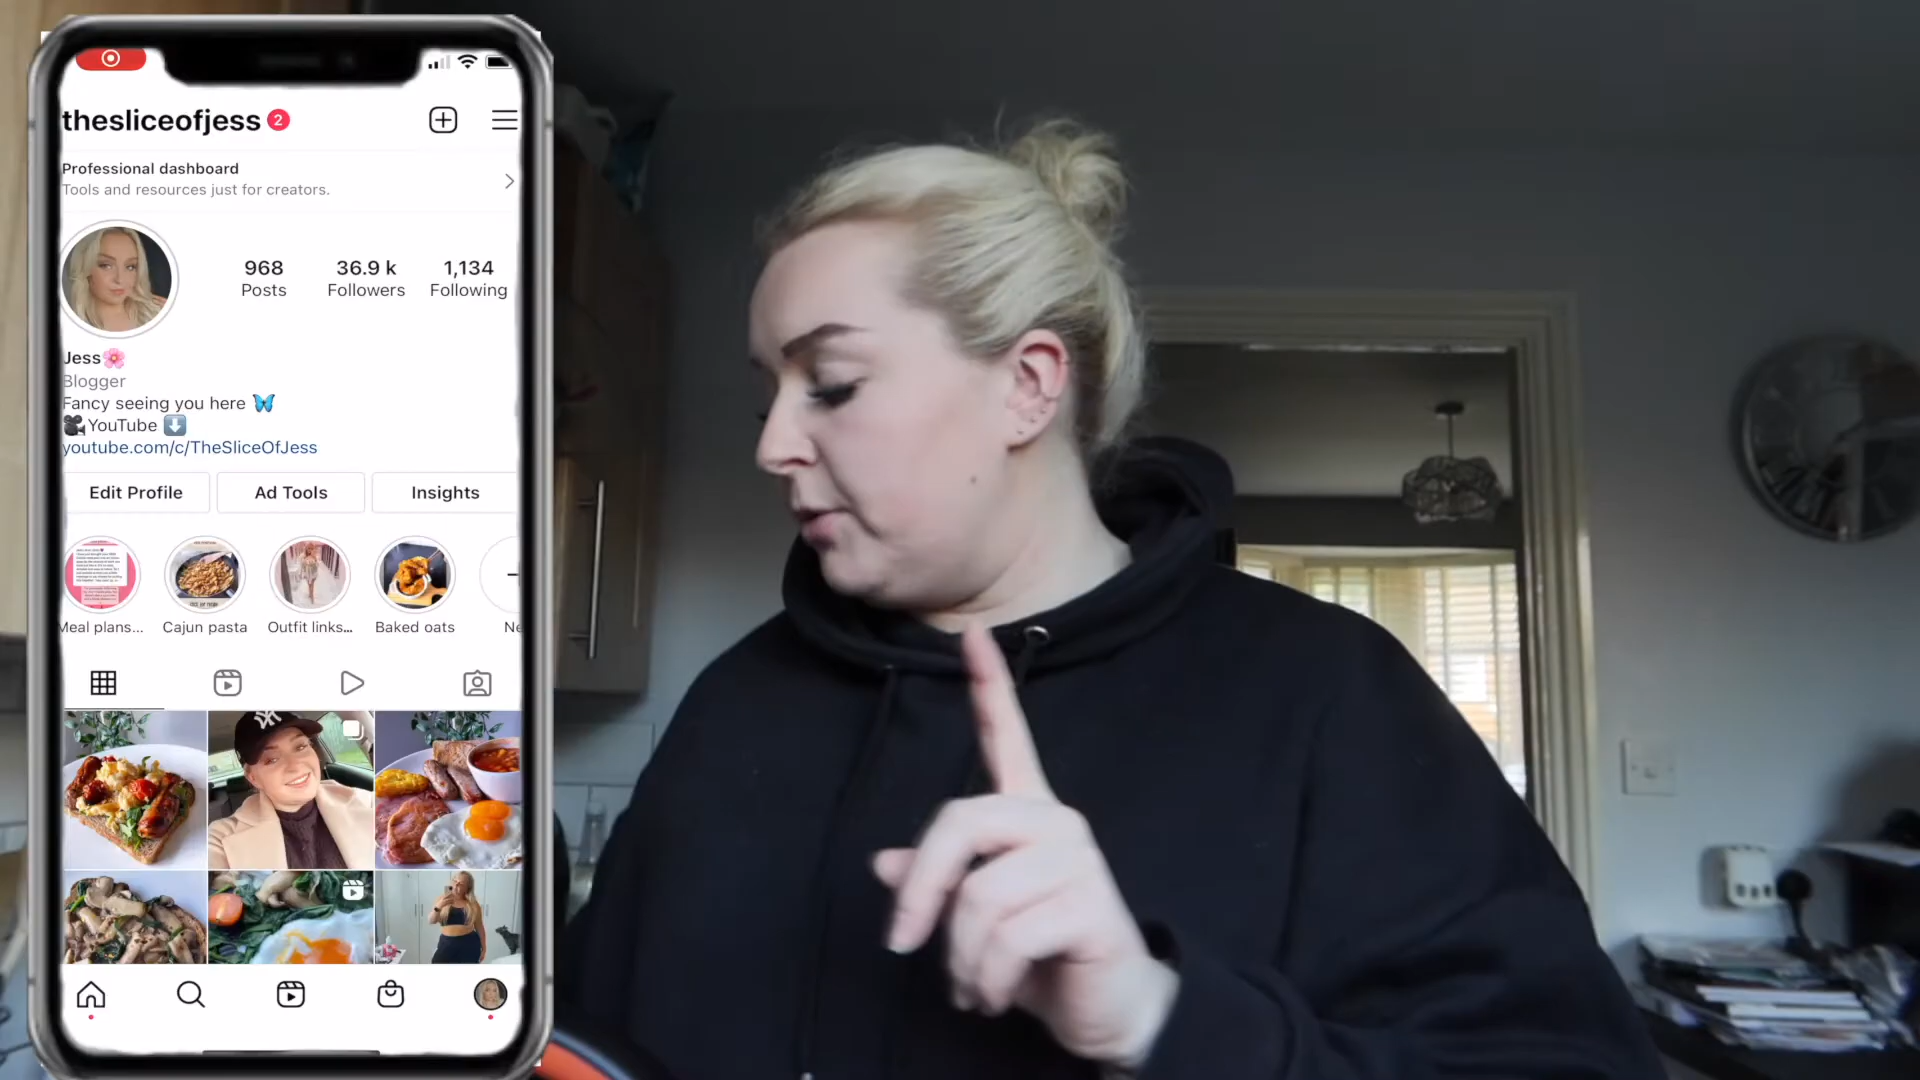 thesliceofjess 2
Professional dashboard
Tools and resources just for creators.
968 36.9 k 1,134
Posts Followers Following
Jess🌸
Blogger
Fancy seeing you here 🦋
🎥YouTube ⬇️
youtube.com/c/TheSliceOfJess
Edit Profile Ad Tools Insights
Meal plans... Cajun pasta Outfit links... Baked oats